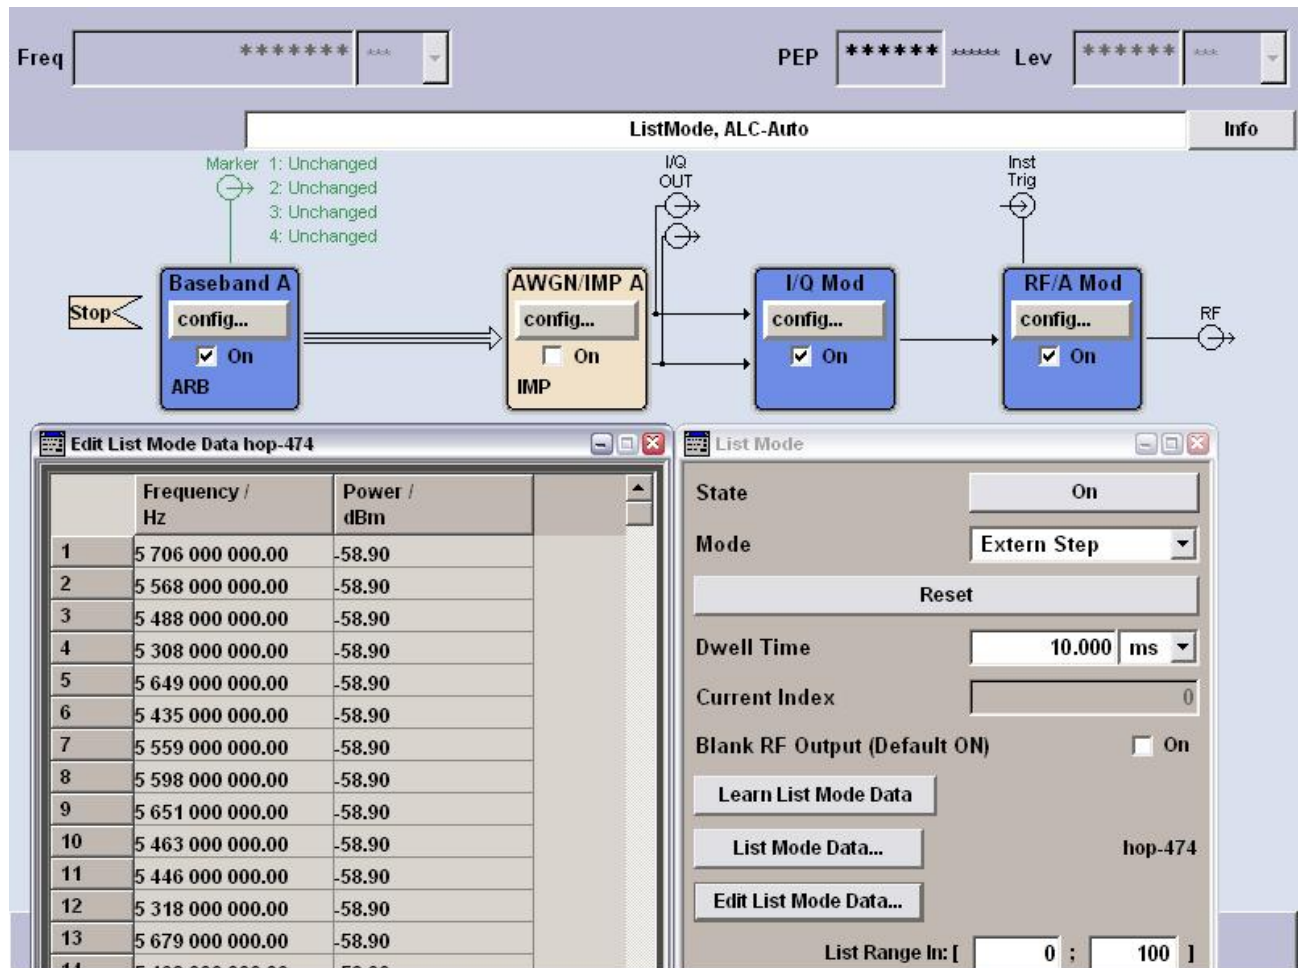 Freq ******* *** PEP ****** ****** Lev ****** ***
ListMode, ALC-Auto Info
Marker 1: Unchanged
2: Unchanged
3: Unchanged
4: Unchanged
I/Q
OUT
Inst
Trig
Stop
Baseband A
config...
On
ARB
AWGN/IMP A
config...
On
IMP
I/Q Mod
config...
On
RF/A Mod
config...
On
RF
Edit List Mode Data hop-474
Frequency / Power /
Hz dBm
1 5 706 000 000.00 -58.90
2 5 568 000 000.00 -58.90
3 5 488 000 000.00 -58.90
4 5 308 000 000.00 -58.90
5 5 649 000 000.00 -58.90
6 5 435 000 000.00 -58.90
7 5 559 000 000.00 -58.90
8 5 598 000 000.00 -58.90
9 5 651 000 000.00 -58.90
10 5 463 000 000.00 -58.90
11 5 446 000 000.00 -58.90
12 5 318 000 000.00 -58.90
13 5 679 000 000.00 -58.90
List Mode
State On
Mode Extern Step
Reset
Dwell Time 10.000 ms
Current Index 0
Blank RF Output (Default ON) On
Learn List Mode Data
List Mode Data... hop-474
Edit List Mode Data...
List Range In: [ 0 ; 100 ]